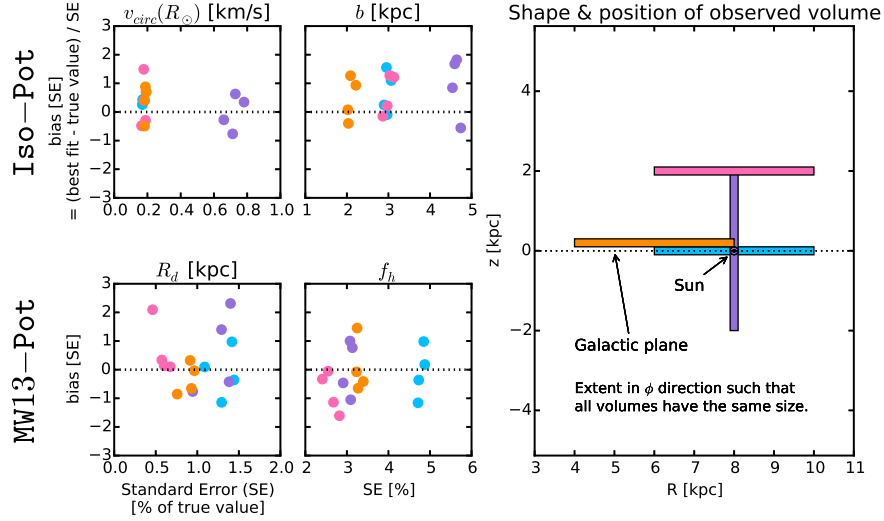 v_circ(R_⊙) [km/s]
b [kpc]
Shape & position of observed volume
Iso-Pot
bias [SE]
= (best fit - true value) / SE
3
2
1
0
−1
−2
−3
0.0 0.2 0.4 0.6 0.8 1.0
1 2 3 4 5
R_d [kpc]
f_h
MW13-Pot
bias [SE]
3
2
1
0
−1
−2
−3
0.0 0.5 1.0 1.5 2.0
2 3 4 5 6
Standard Error (SE)
[% of true value]
SE [%]
z [kpc]
4
2
0
−2
−4
Sun
Galactic plane
Extent in ϕ direction such that
all volumes have the same size.
3 4 5 6 7 8 9 10 11
R [kpc]